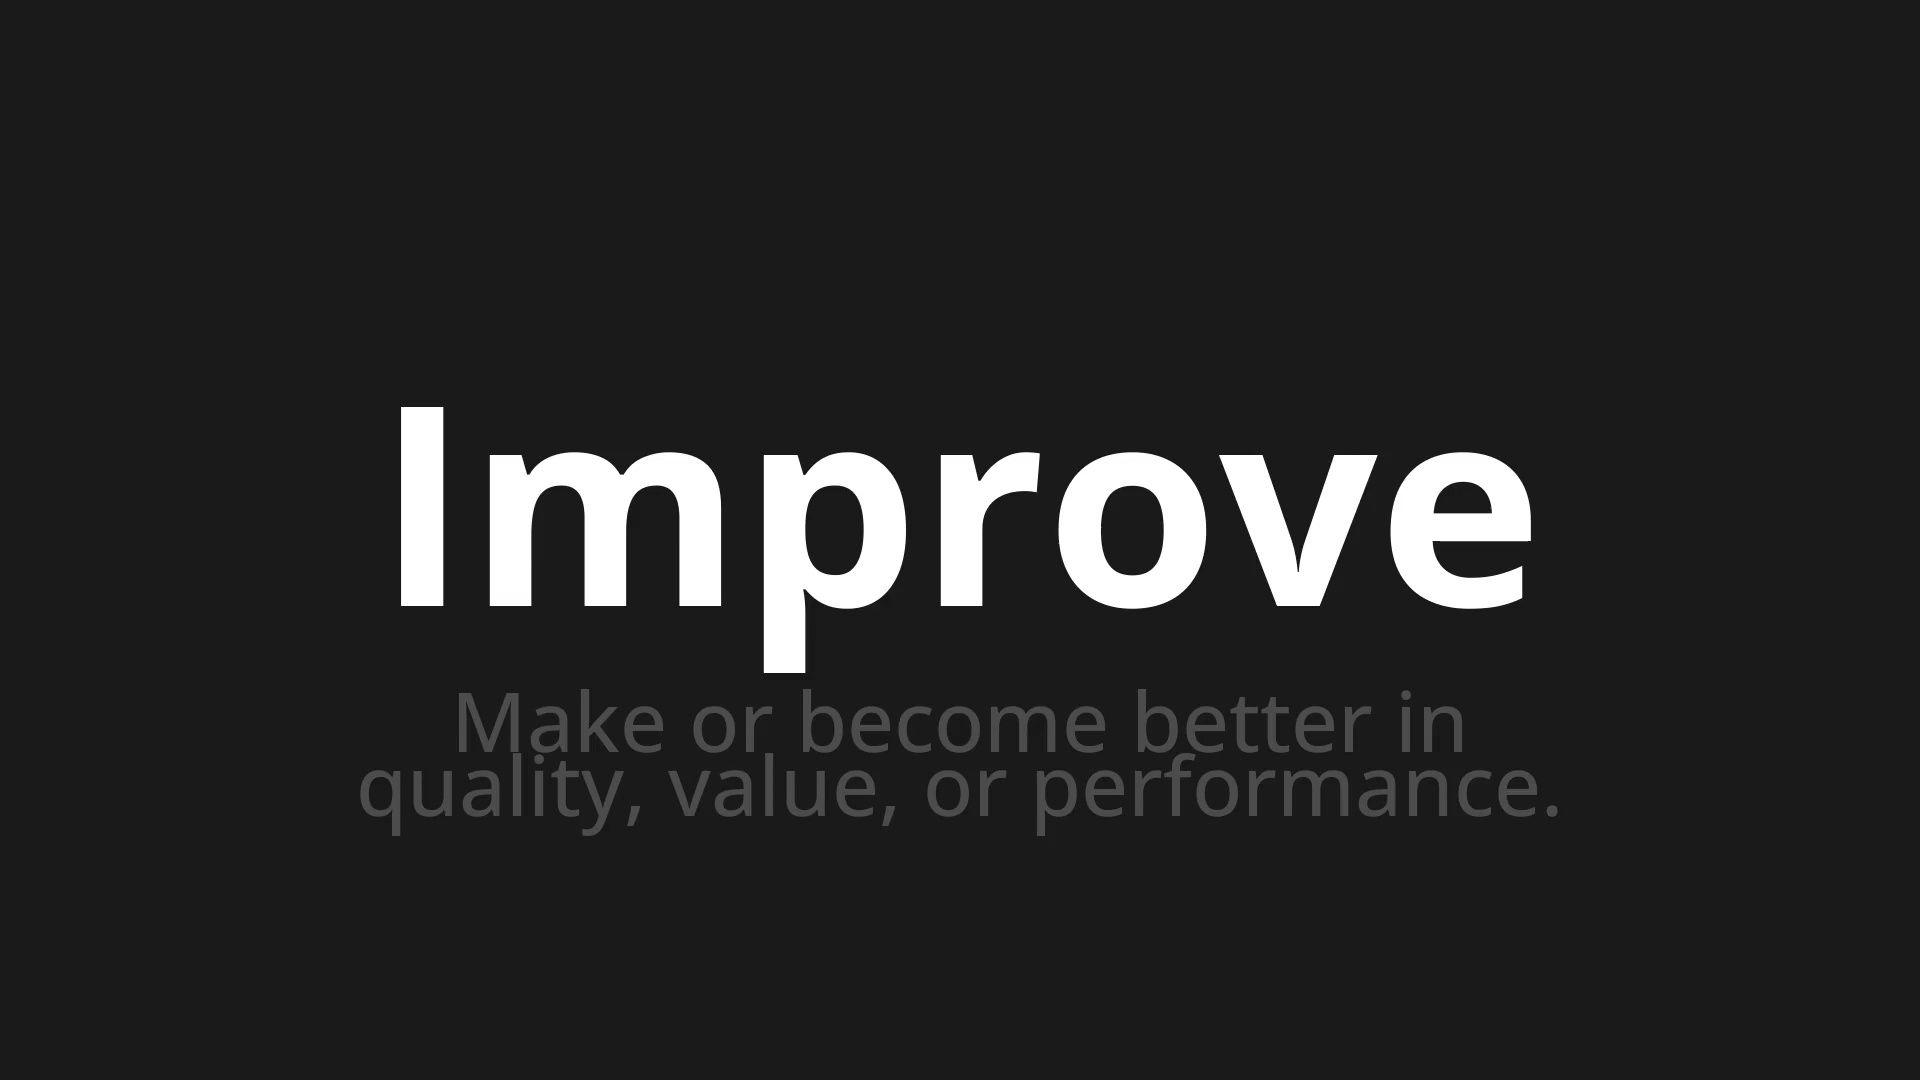 Improve
Make or become better in
quality, value, or performance.